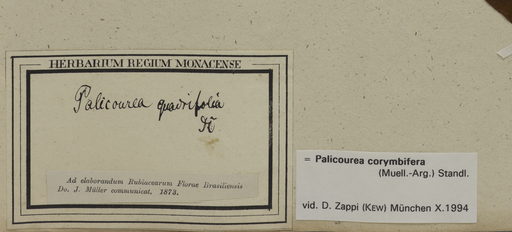 HERBARIUM REGIUM MONACENSE
Palicourea quadrifolia
Ad elaborandum Rubiacearum Florae Brasiliensis
Do. J. Müller communicat. 1873.
= Palicourea corymbifera
(Muell.-Arg.) Standl.
vid. D. Zappi (KEW) München X.1994